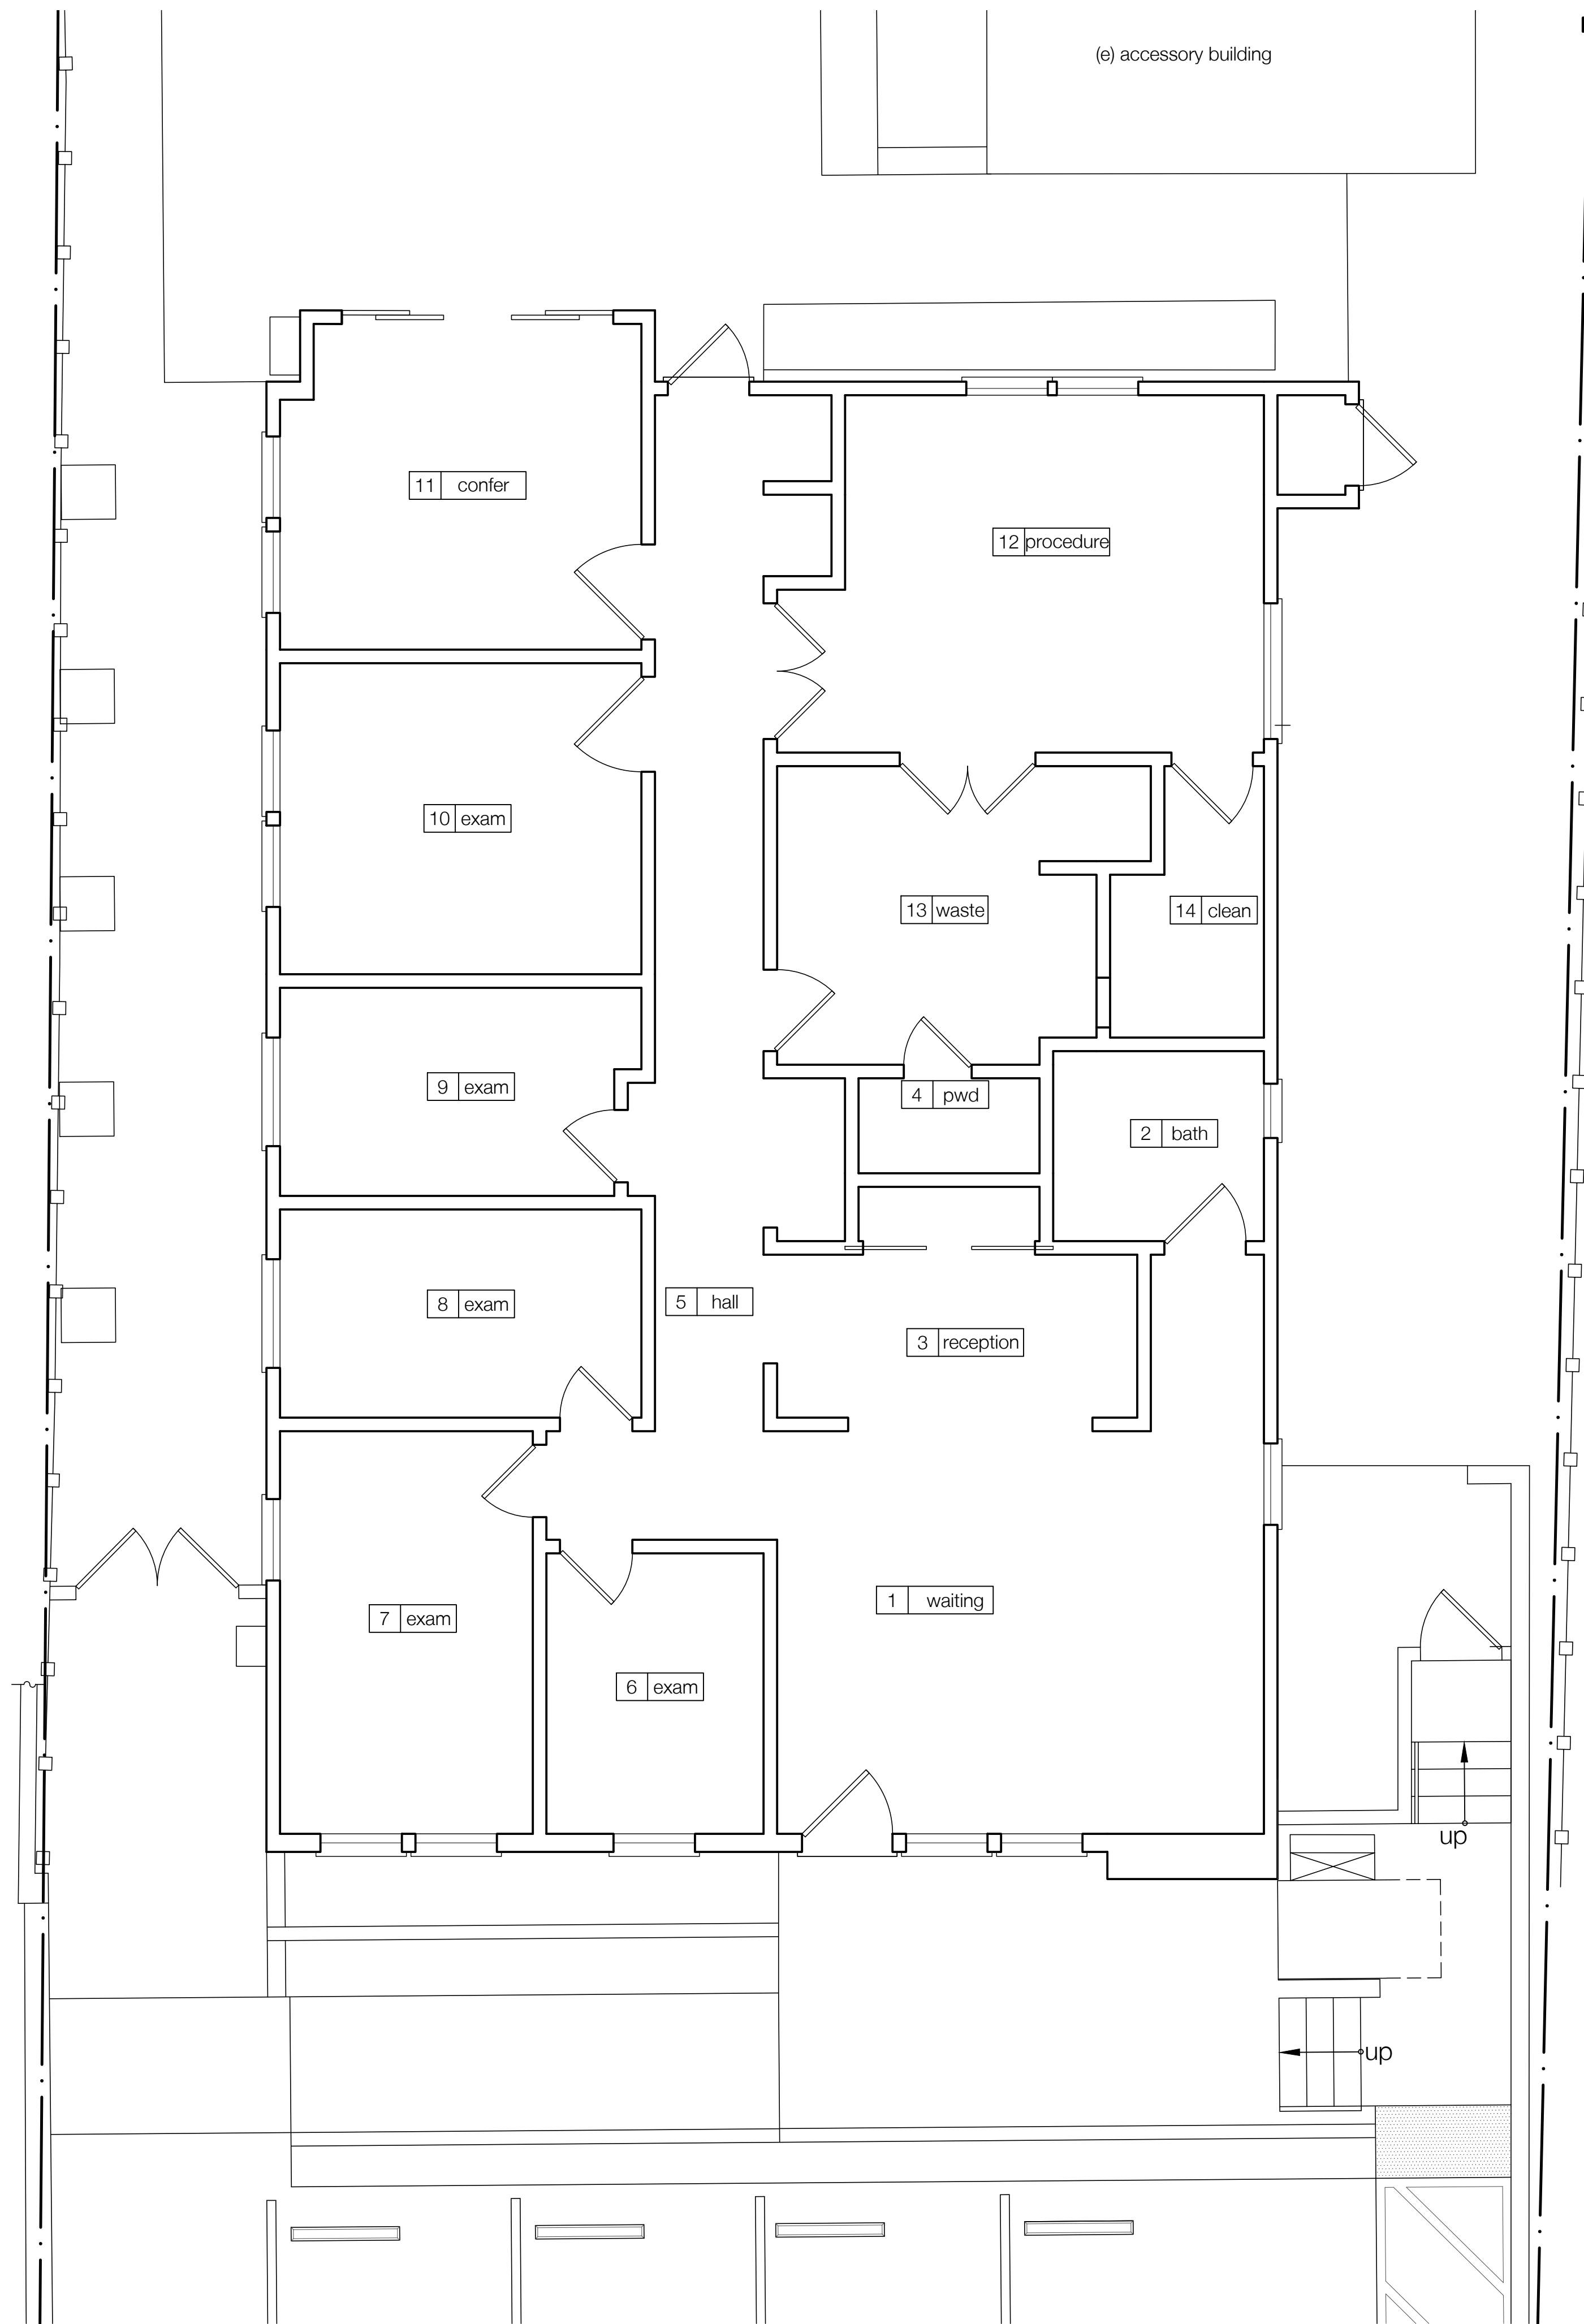 (e) accessory building
11 confer
12 procedure
10 exam
13 waste
14 clean
9 exam
4 pwd
2 bath
8 exam
5 hall
3 reception
1 waiting
7 exam
6 exam
up
up